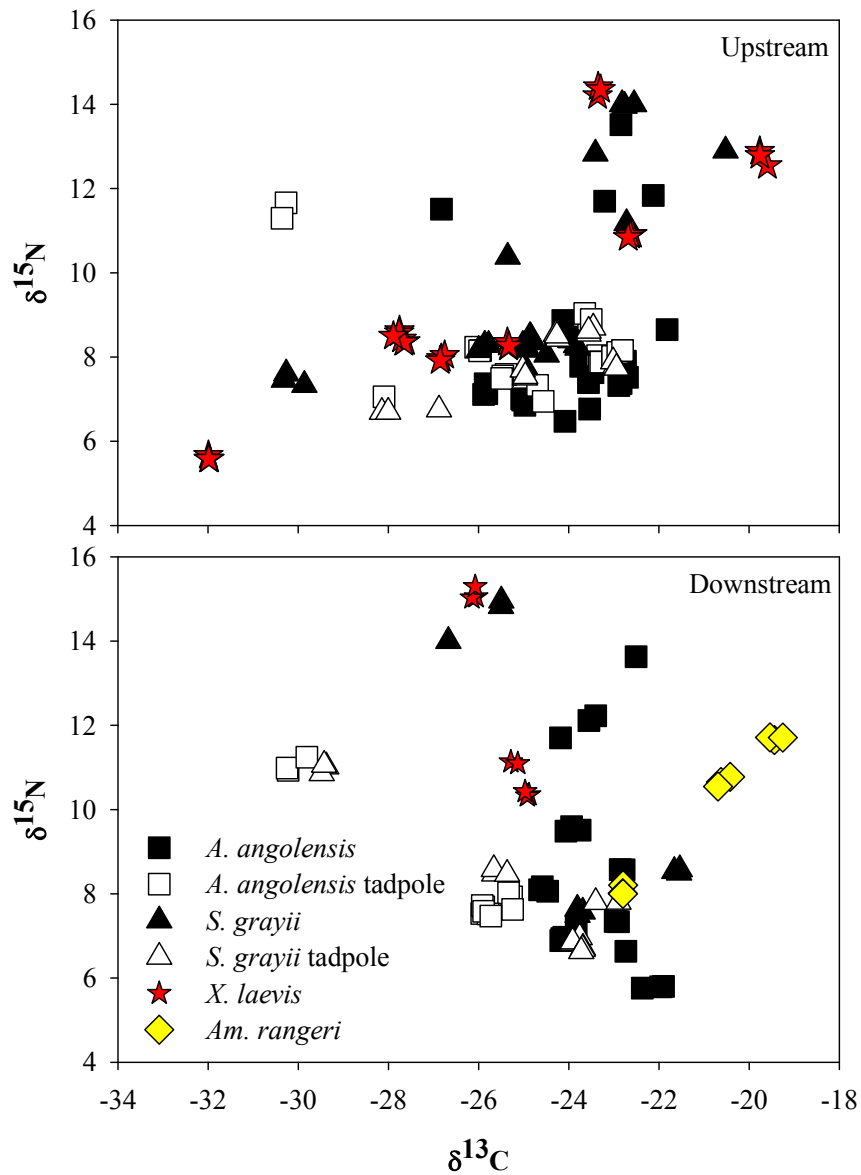 16
14
12
10
8
6
4
δ15N
Upstream
16
14
12
10
8
6
4
δ15N
Downstream
A. angolensis
A. angolensis tadpole
S. grayii
S. grayii tadpole
X. laevis
Am. rangeri
-34 -32 -30 -28 -26 -24 -22 -20 -18
δ13C